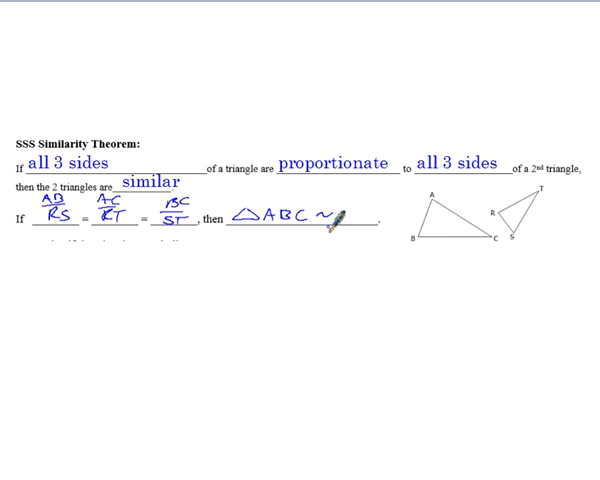 SSS Similarity Theorem:
If all 3 sides of a triangle are proportionate to all 3 sides of a 2nd triangle,
then the 2 triangles are similar.
If AB/RS = AC/RT = BC/ST, then △ABC ~ .
A
B
C
R
S
T